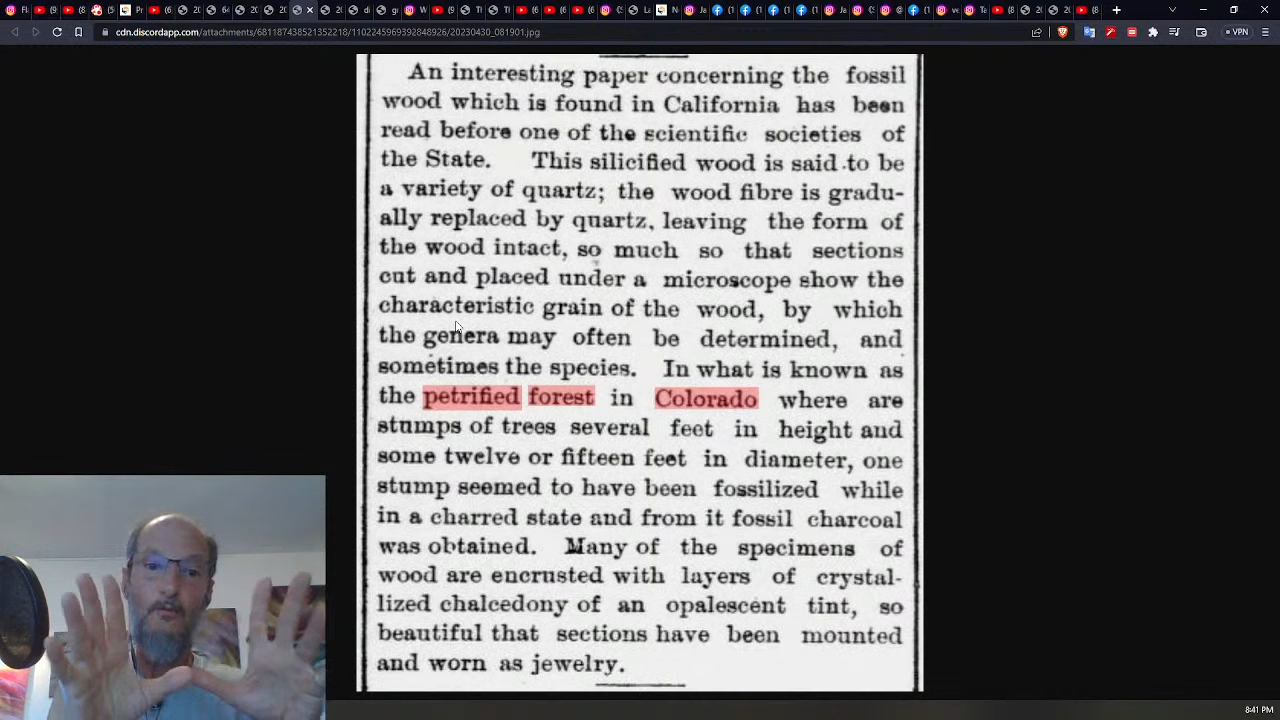 cdn.discordapp.com/attachments/681187438521352218/1102245969392848926/20230430_081901.jpg
VPN
An interesting paper concerning the fossil
wood which is found in California has been
read before one of the scientific societies of
the State. This silicified wood is said to be
a variety of quartz; the wood fibre is gradu-
ally replaced by quartz, leaving the form of
the wood intact, so much so that sections
cut and placed under a microscope show the
characteristic grain of the wood, by which
the genera may often be determined, and
sometimes the species. In what is known as
the petrified forest in Colorado where are
stumps of trees several feet in height and
some twelve or fifteen feet in diameter, one
stump seemed to have been fossilized while
in a charred state and from it fossil charcoal
was obtained. Many of the specimens of
wood are encrusted with layers of crystal-
lized chalcedony of an opalescent tint, so
beautiful that sections have been mounted
and worn as jewelry.
8:41 PM